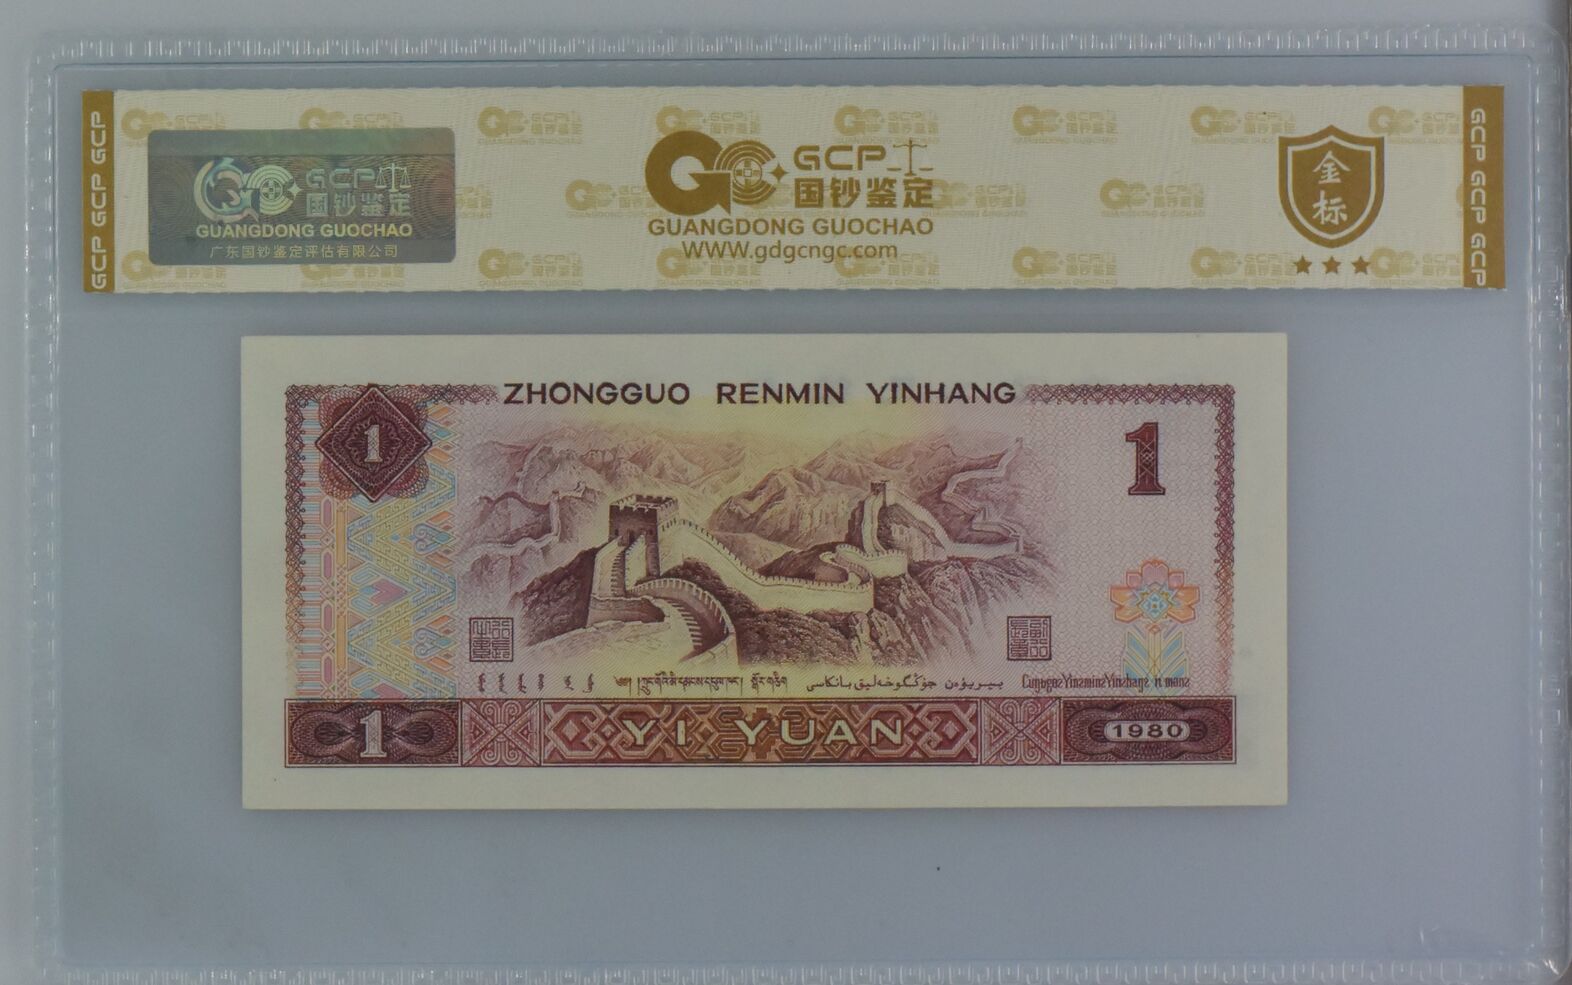 GCP GCP GCP
GCP 国钞鉴定
GUANGDONG GUOCHAO
广东国钞鉴定评估有限公司
GCP
国钞鉴定
GUANGDONG GUOCHAO
WWW.gdgcngc.com
金标
GCP GCP GCP
ZHONGGUO RENMIN YINHANG
1
1
1
YI YUAN
1980